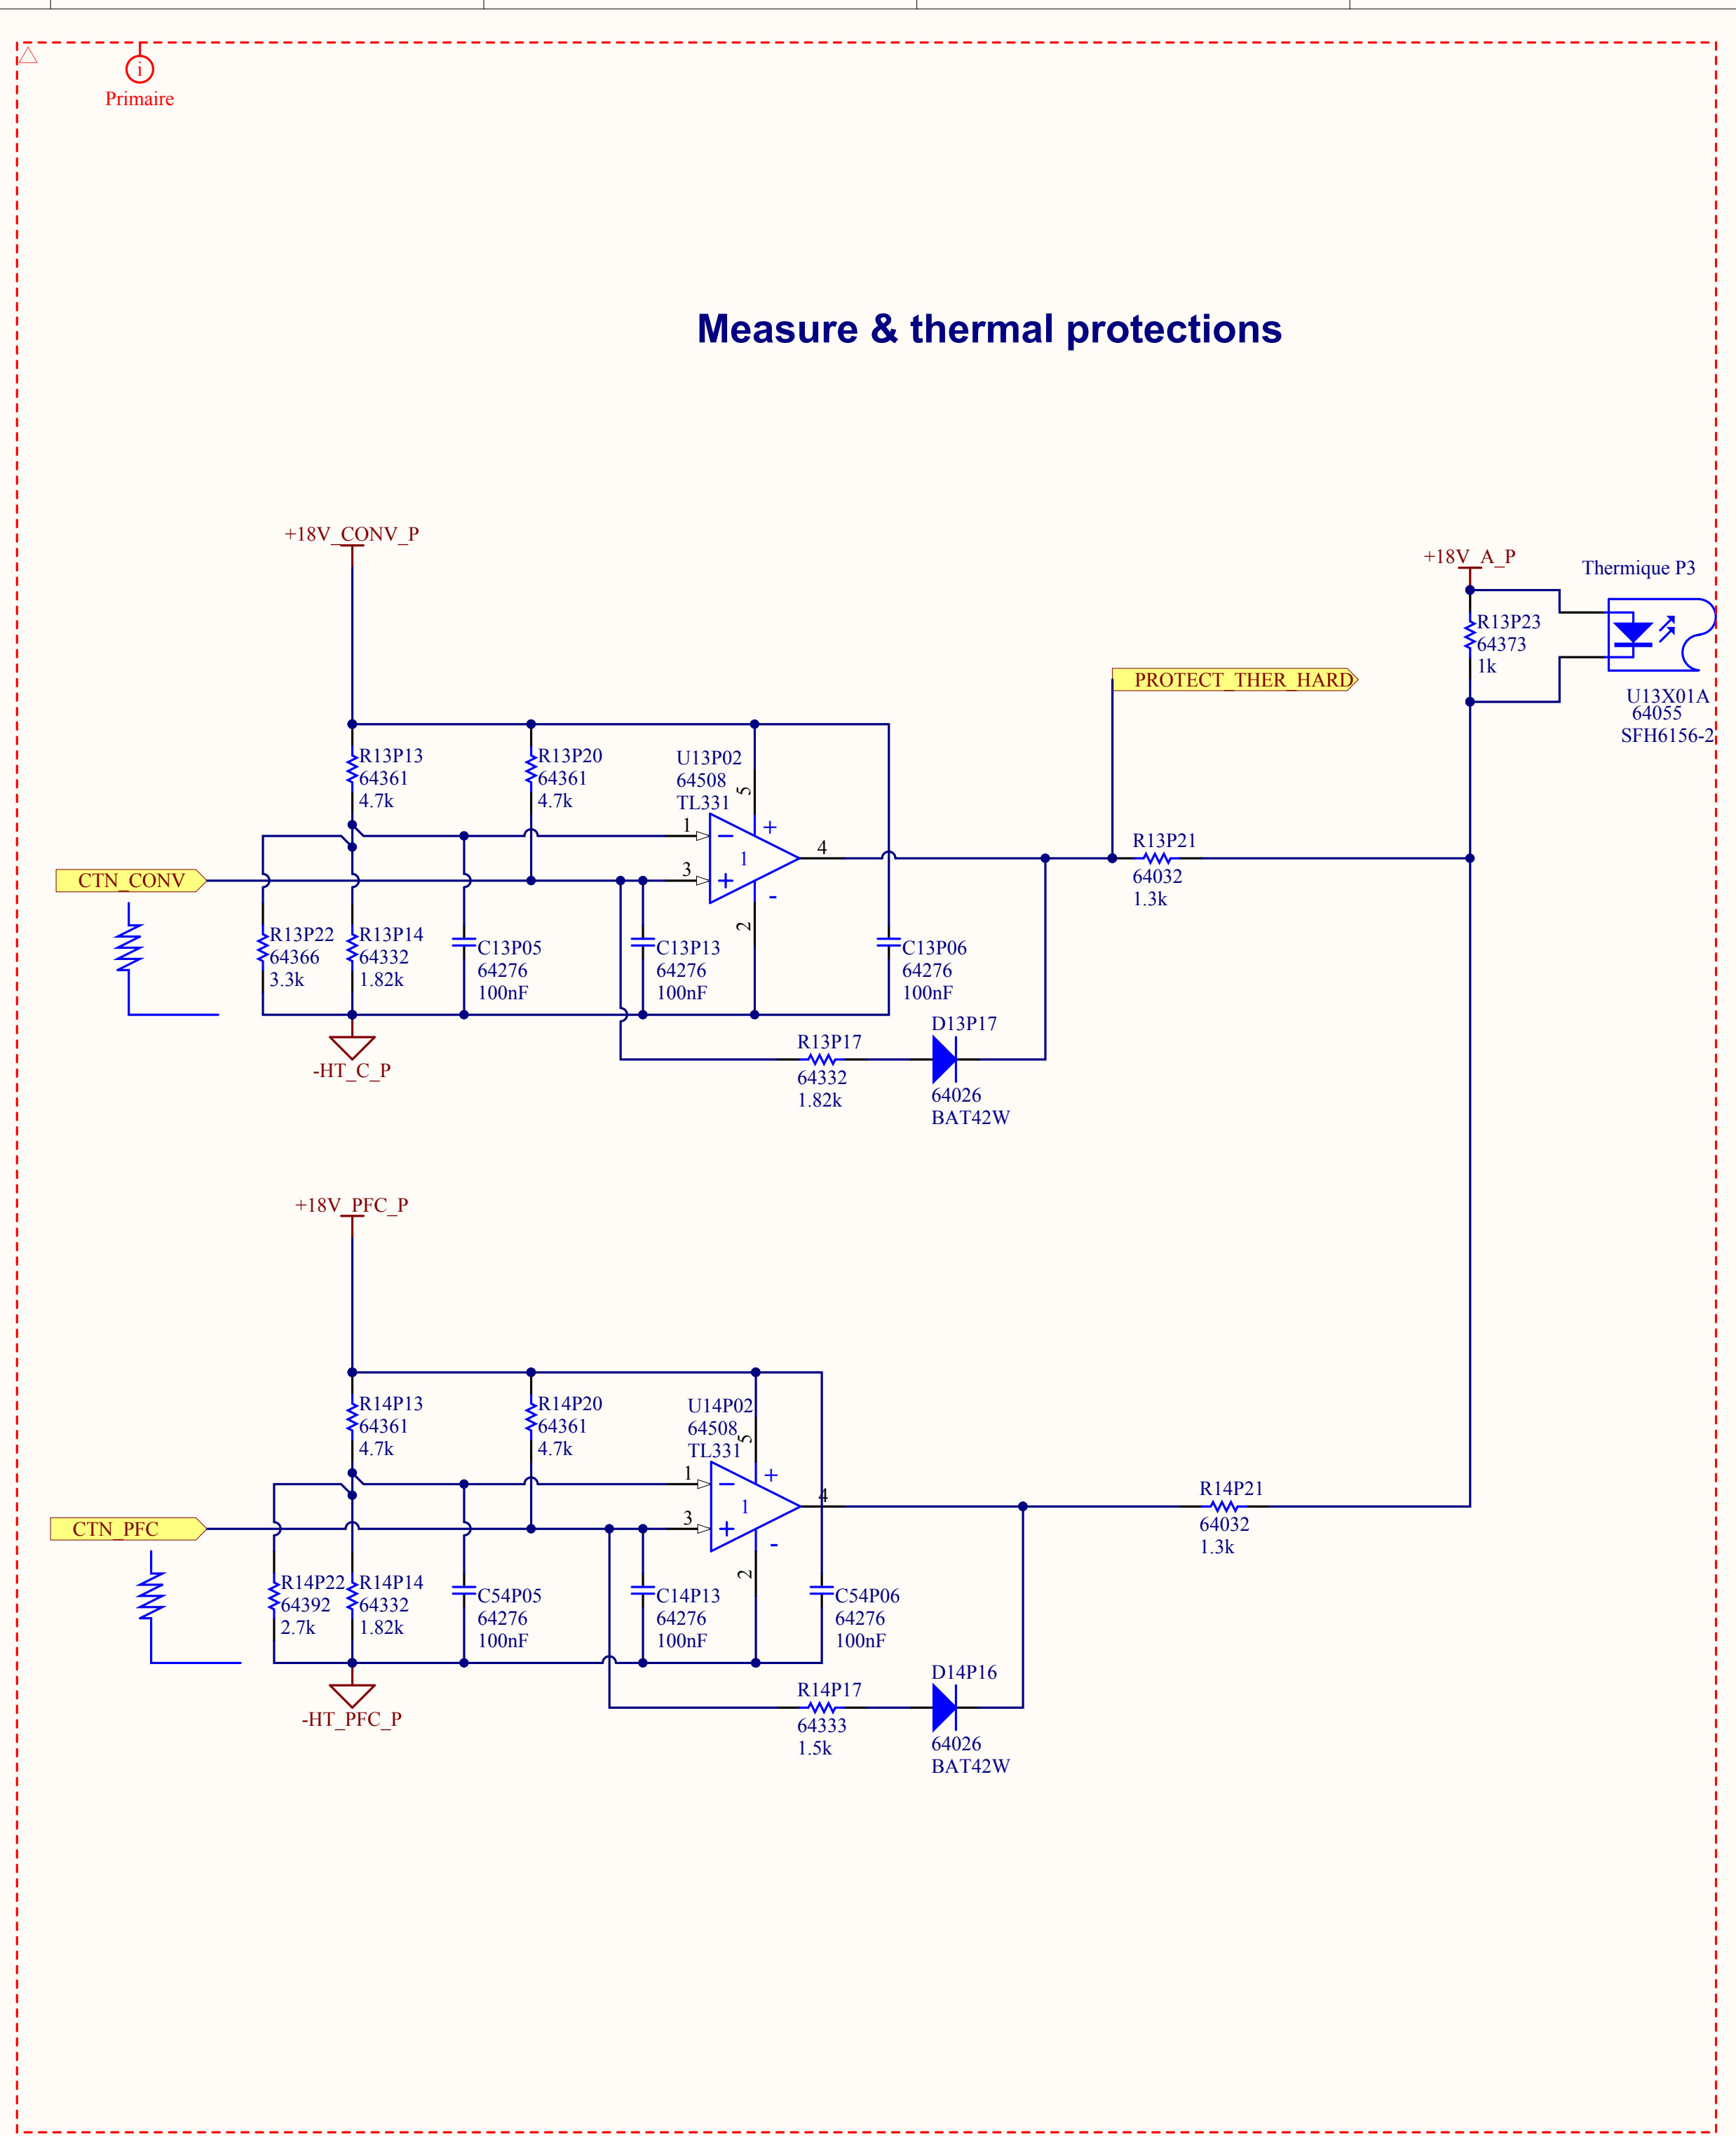 i
Primaire
Measure & thermal protections
+18V_CONV_P
+18V_A_P
Thermique P3
R13P23
64373
1k
PROTECT_THER_HARD
U13X01A
64055
SFH6156-2
R13P13
64361
4.7k
R13P20
64361
4.7k
U13P02
64508
TL331
5
1
+
−
1
4
3
+
-
2
R13P21
64032
1.3k
CTN_CONV
R13P22
64366
3.3k
R13P14
64332
1.82k
C13P05
64276
100nF
C13P13
64276
100nF
C13P06
64276
100nF
-HT_C_P
R13P17
64332
1.82k
D13P17
64026
BAT42W
+18V_PFC_P
R14P13
64361
4.7k
R14P20
64361
4.7k
U14P02
64508
TL331
5
1
+
−
1
4
3
+
-
2
R14P21
64032
1.3k
CTN_PFC
R14P22
64392
2.7k
R14P14
64332
1.82k
C54P05
64276
100nF
C14P13
64276
100nF
C54P06
64276
100nF
-HT_PFC_P
R14P17
64333
1.5k
D14P16
64026
BAT42W